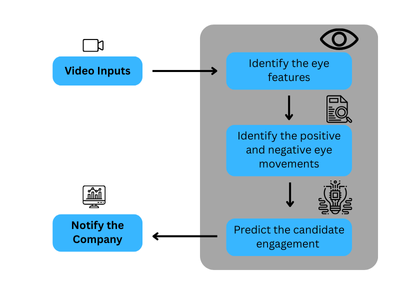 Video Inputs
Identify the eye
features
Identify the positive
and negative eye
movements
Predict the candidate
engagement
Notify the
Company